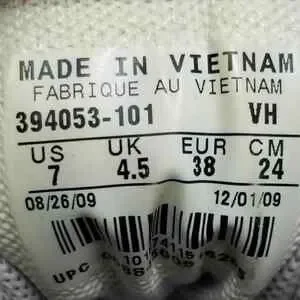 MADE IN VIETNAM
FABRIQUE AU VIETNAM
394053-101 VH
US UK EUR CM
7 4.5 38 24
08/26/09 12/01/09
UPC